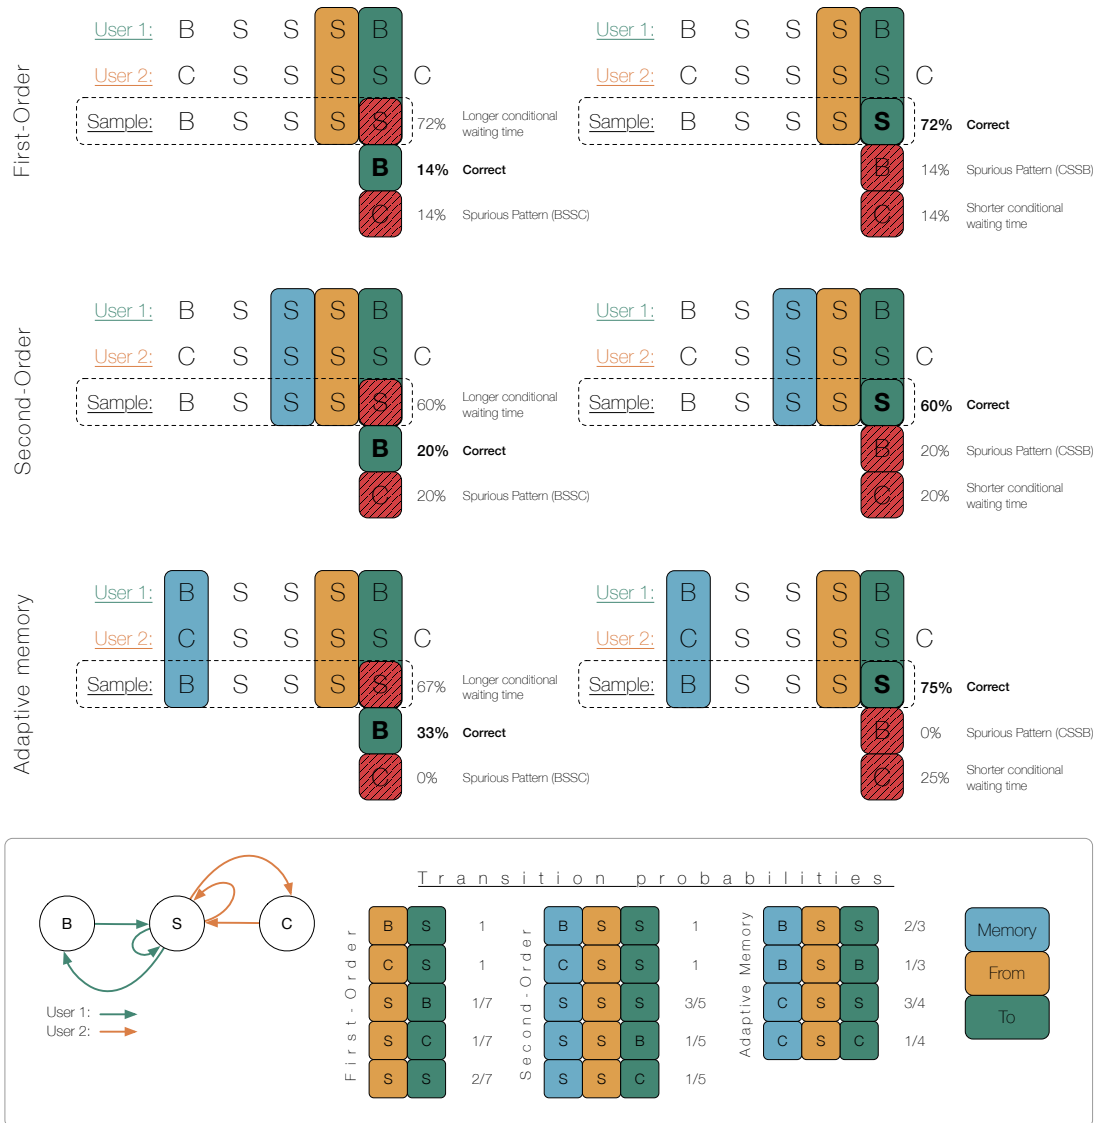 First-Order
User 1: B S S S B
User 2: C S S S S C
Sample: B S S S S 72% Longer conditional
waiting time
B 14% Correct
C 14% Spurious Pattern (BSSC)
User 1: B S S S B
User 2: C S S S S C
Sample: B S S S S 72% Correct
B 14% Spurious Pattern (CSSB)
C 14% Shorter conditional
waiting time
Second-Order
User 1: B S S S B
User 2: C S S S S C
Sample: B S S S S 60% Longer conditional
waiting time
B 20% Correct
C 20% Spurious Pattern (BSSC)
User 1: B S S S B
User 2: C S S S S C
Sample: B S S S S 60% Correct
B 20% Spurious Pattern (CSSB)
C 20% Shorter conditional
waiting time
Adaptive memory
User 1: B S S S B
User 2: C S S S S C
Sample: B S S S S 67% Longer conditional
waiting time
B 33% Correct
C 0% Spurious Pattern (BSSC)
User 1: B S S S B
User 2: C S S S S C
Sample: B S S S S 75% Correct
B 0% Spurious Pattern (CSSB)
C 25% Shorter conditional
waiting time
B S C
User 1:
User 2:
Transition probabilities
First-Order
B S 1
C S 1
S B 1/7
S C 1/7
S S 2/7
Second-Order
B S S 1
C S S 1
S S S 3/5
S S B 1/5
S S C 1/5
Adaptive Memory
B S S 2/3
B S B 1/3
C S S 3/4
C S C 1/4
Memory
From
To